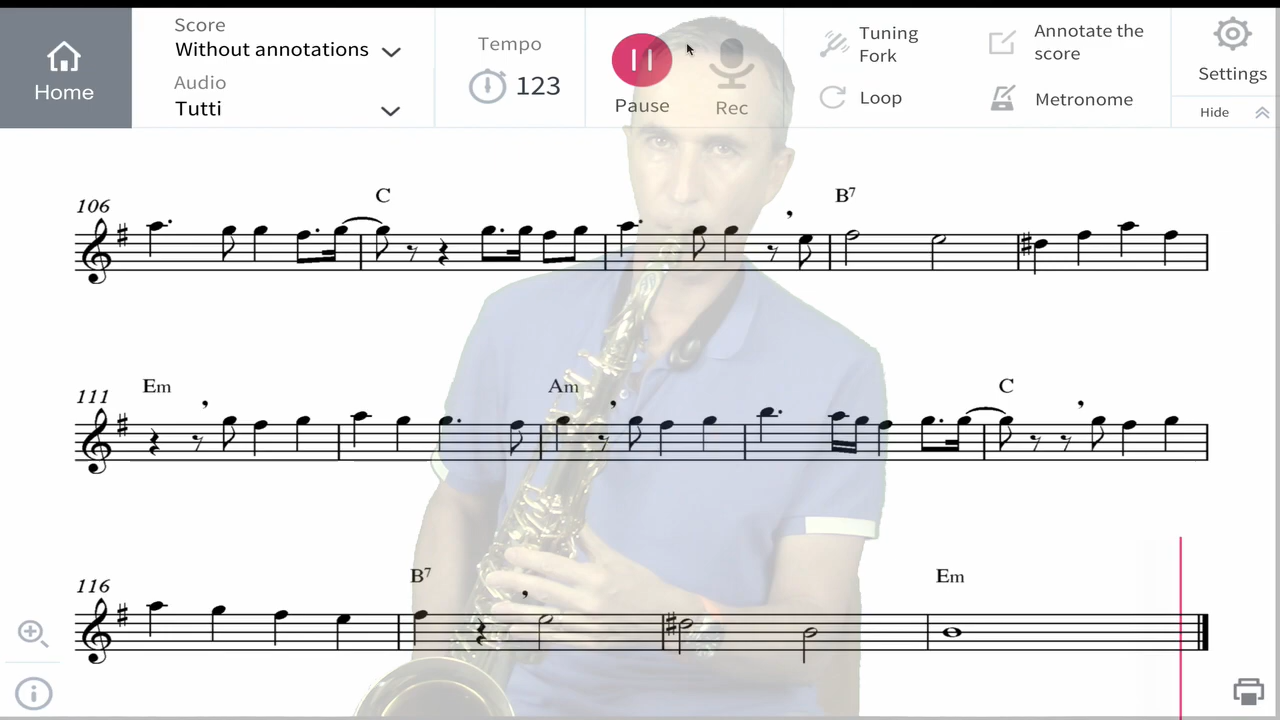 Home
Score
Without annotations
Audio
Tutti
Tempo
123
Pause
Rec
Tuning
Fork
Loop
Annotate the
score
Metronome
Settings
Hide
106
C
B7
111
Em
Am
C
116
B7
Em